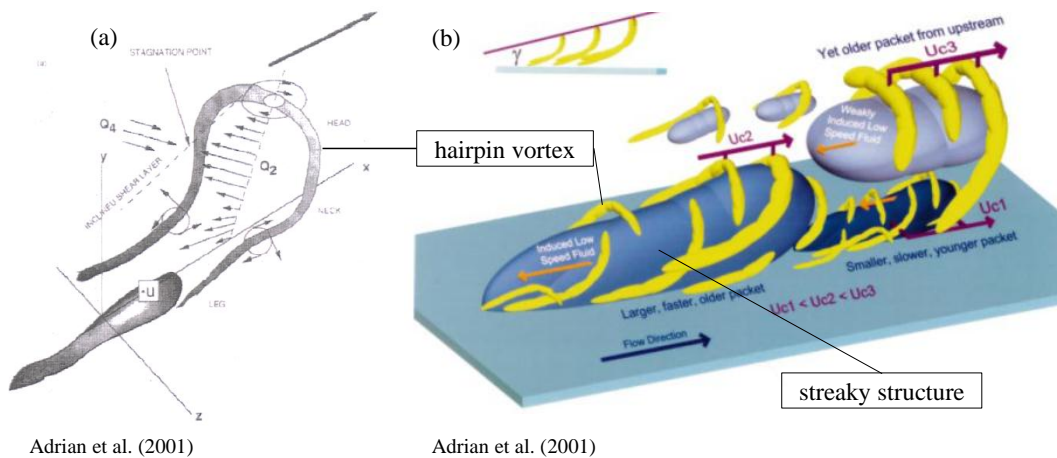 (a)
STAGNATION POINT
Q4
y
Q2
HEAD
x
NECK
LEG
-u
z
Adrian et al. (2001)
hairpin vortex
(b)
γ
Yet older packet from upstream
Uc3
Weakly
Induced Low
Speed Fluid
Uc2
Induced Low
Speed Fluid
Uc1
Smaller, slower, younger packet
Larger, faster, older packet
Uc1 < Uc2 < Uc3
Flow Direction
streaky structure
Adrian et al. (2001)